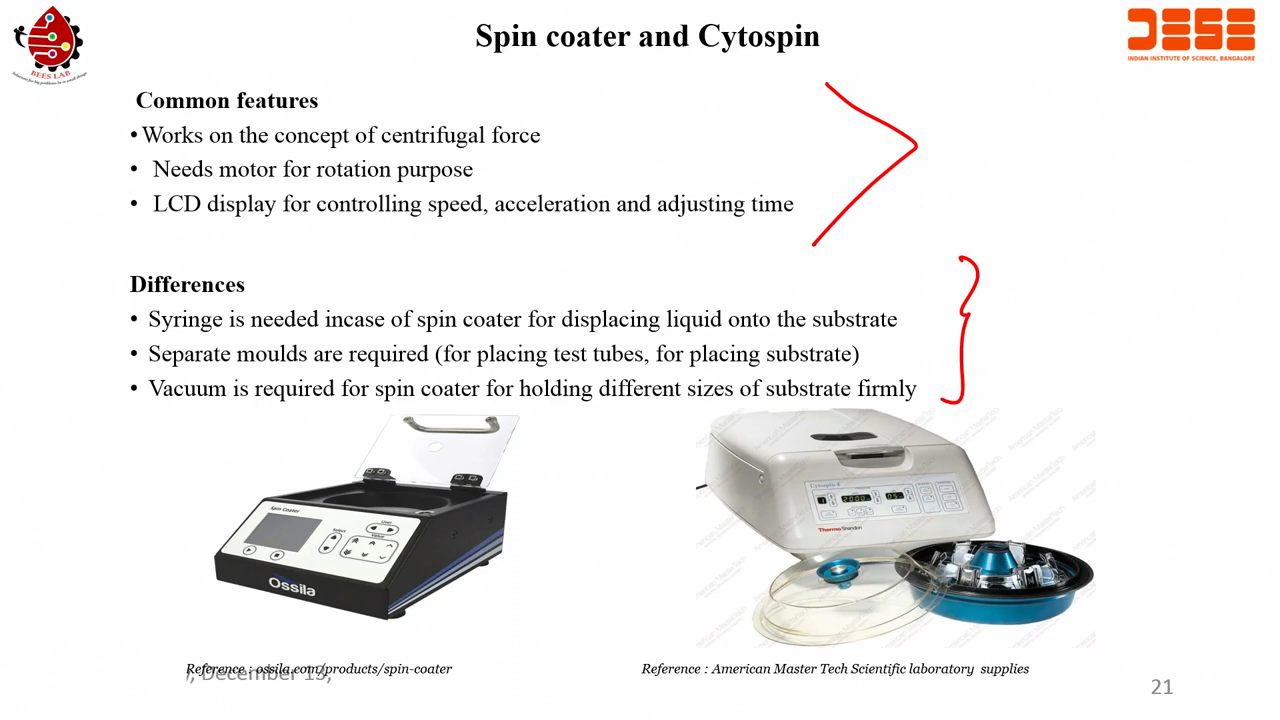 Spin coater and Cytospin
BEES LAB
INDIAN INSTITUTE OF SCIENCE, BANGALORE
Common features
• Works on the concept of centrifugal force
• Needs motor for rotation purpose
• LCD display for controlling speed, acceleration and adjusting time
Differences
• Syringe is needed incase of spin coater for displacing liquid onto the substrate
• Separate moulds are required (for placing test tubes, for placing substrate)
• Vacuum is required for spin coater for holding different sizes of substrate firmly
Spin Coater
Select
User
Value
Ossila
Thermo Shandon
Reference : ossila.com/products/spin-coater
Reference : American Master Tech Scientific laboratory supplies
, December 13,
21